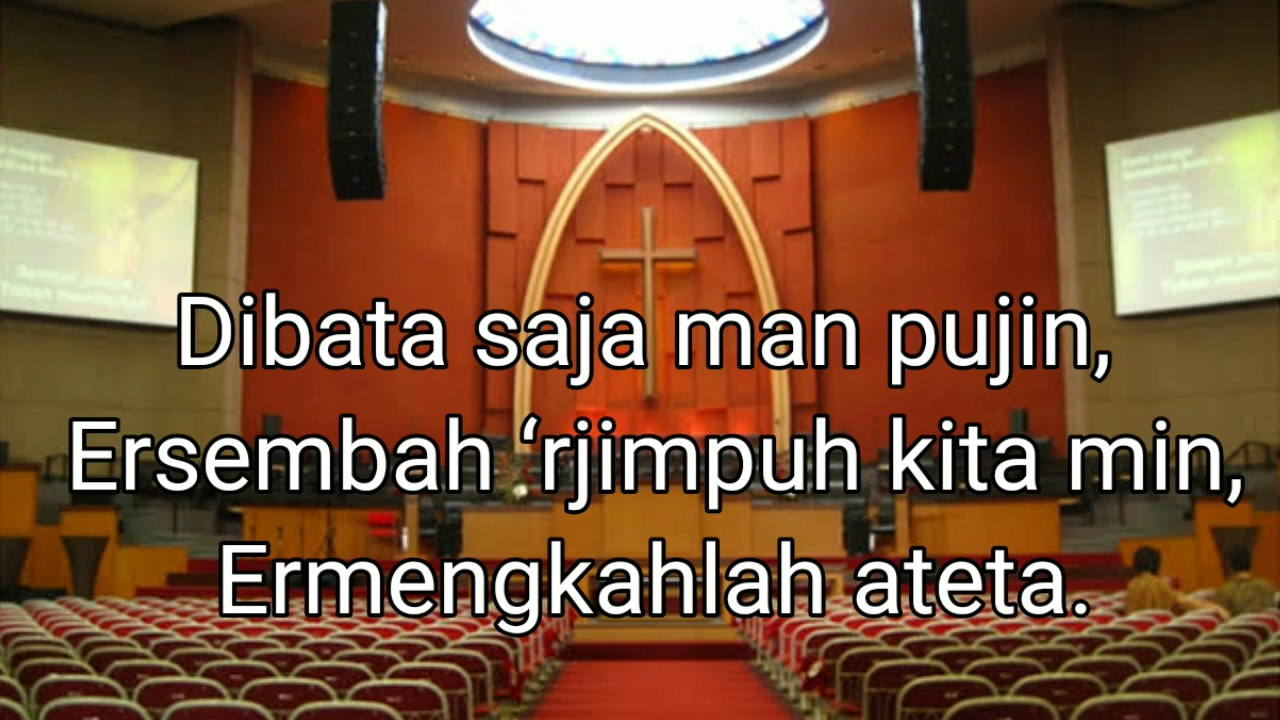 Dibata saja man pujin,
Ersembah ‘rjimpuh kita min,
Ermengkahlah ateta.